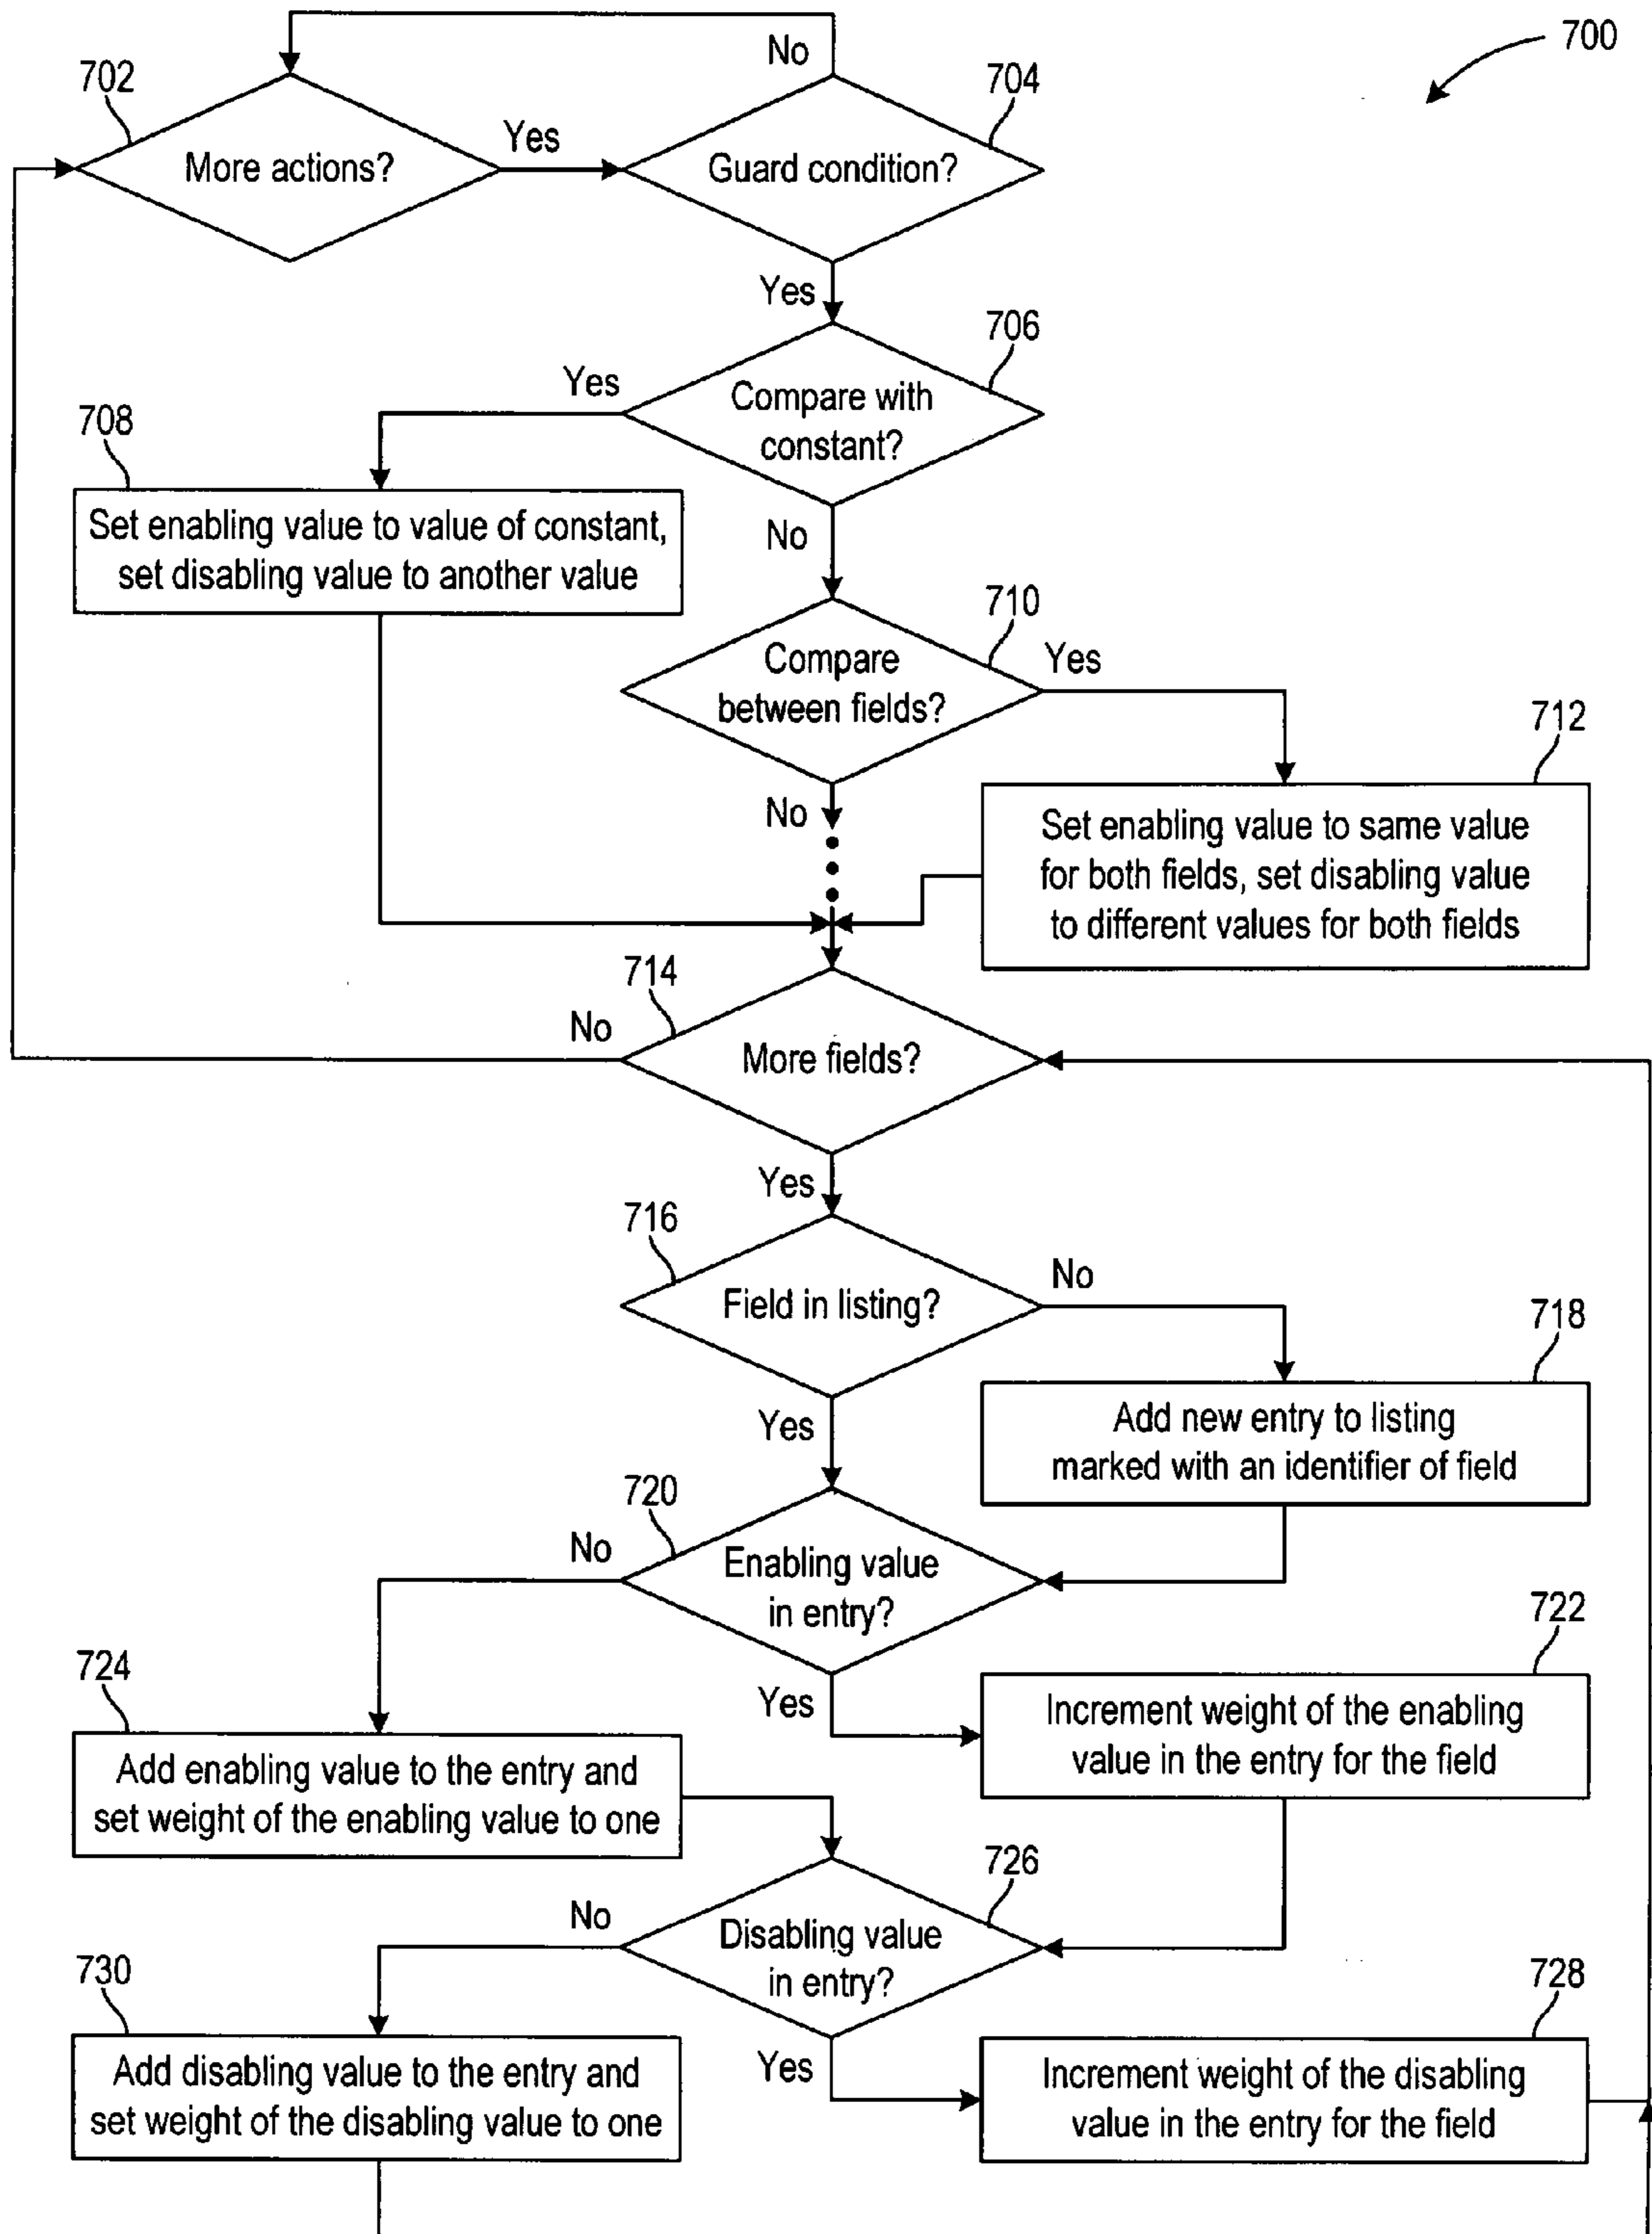 700
No
702
704
Yes
More actions?
Guard condition?
Yes
706
Yes
Compare with
constant?
708
Set enabling value to value of constant,
set disabling value to another value
No
710
Compare
between fields?
Yes
712
No
Set enabling value to same value
for both fields, set disabling value
to different values for both fields
714
No
More fields?
Yes
716
No
Field in listing?
718
Add new entry to listing
marked with an identifier of field
Yes
720
No
Enabling value
in entry?
722
724
Yes
Increment weight of the enabling
value in the entry for the field
Add enabling value to the entry and
set weight of the enabling value to one
726
No
Disabling value
in entry?
730
728
Yes
Add disabling value to the entry and
set weight of the disabling value to one
Increment weight of the disabling
value in the entry for the field